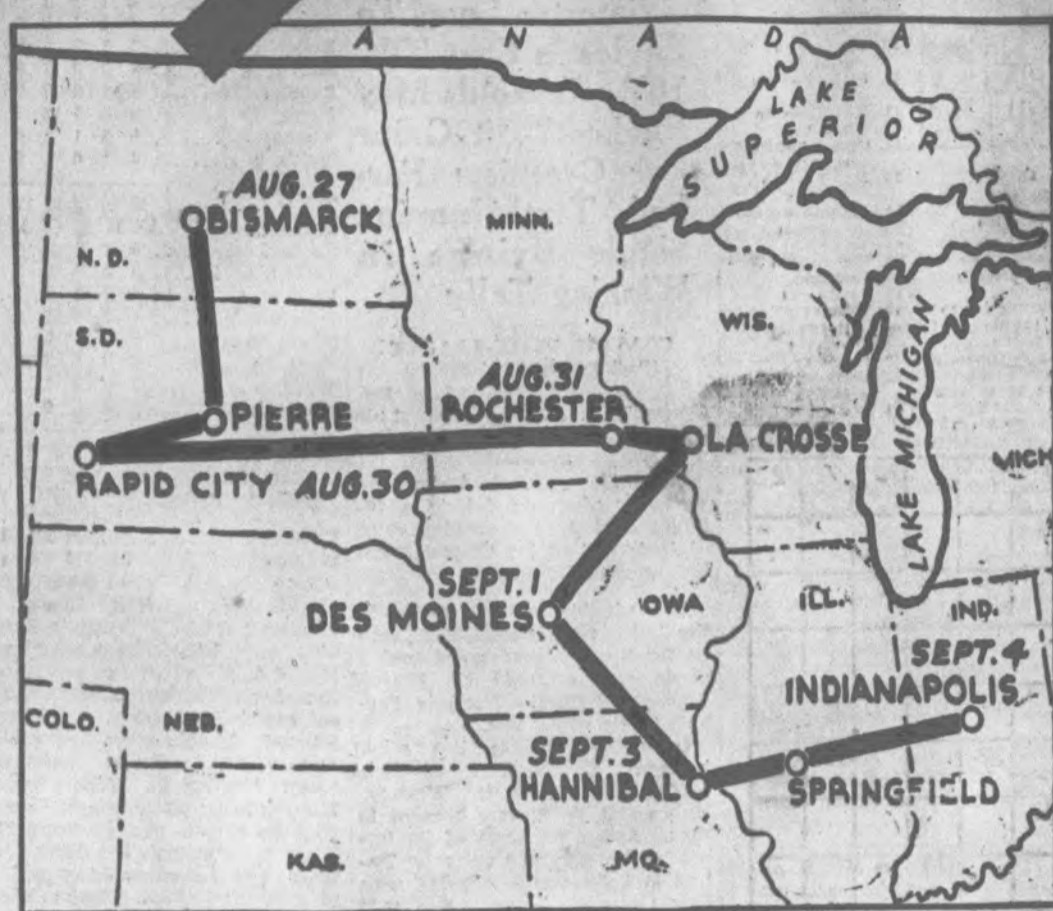 A N A D A
LAKE
SUPERIOR
AUG. 27
BISMARCK
MINN.
N. D.
S.D.
WIS.
LAKE MICHIGAN
AUG. 31
PIERRE
ROCHESTER
LA CROSSE
MICH
RAPID CITY AUG. 30
SEPT. 1
DES MOINES
IOWA
ILL.
IND.
SEPT. 4
INDIANAPOLIS
COLO.
NEB.
SEPT. 3
HANNIBAL
SPRINGFIELD
KAS.
MO.